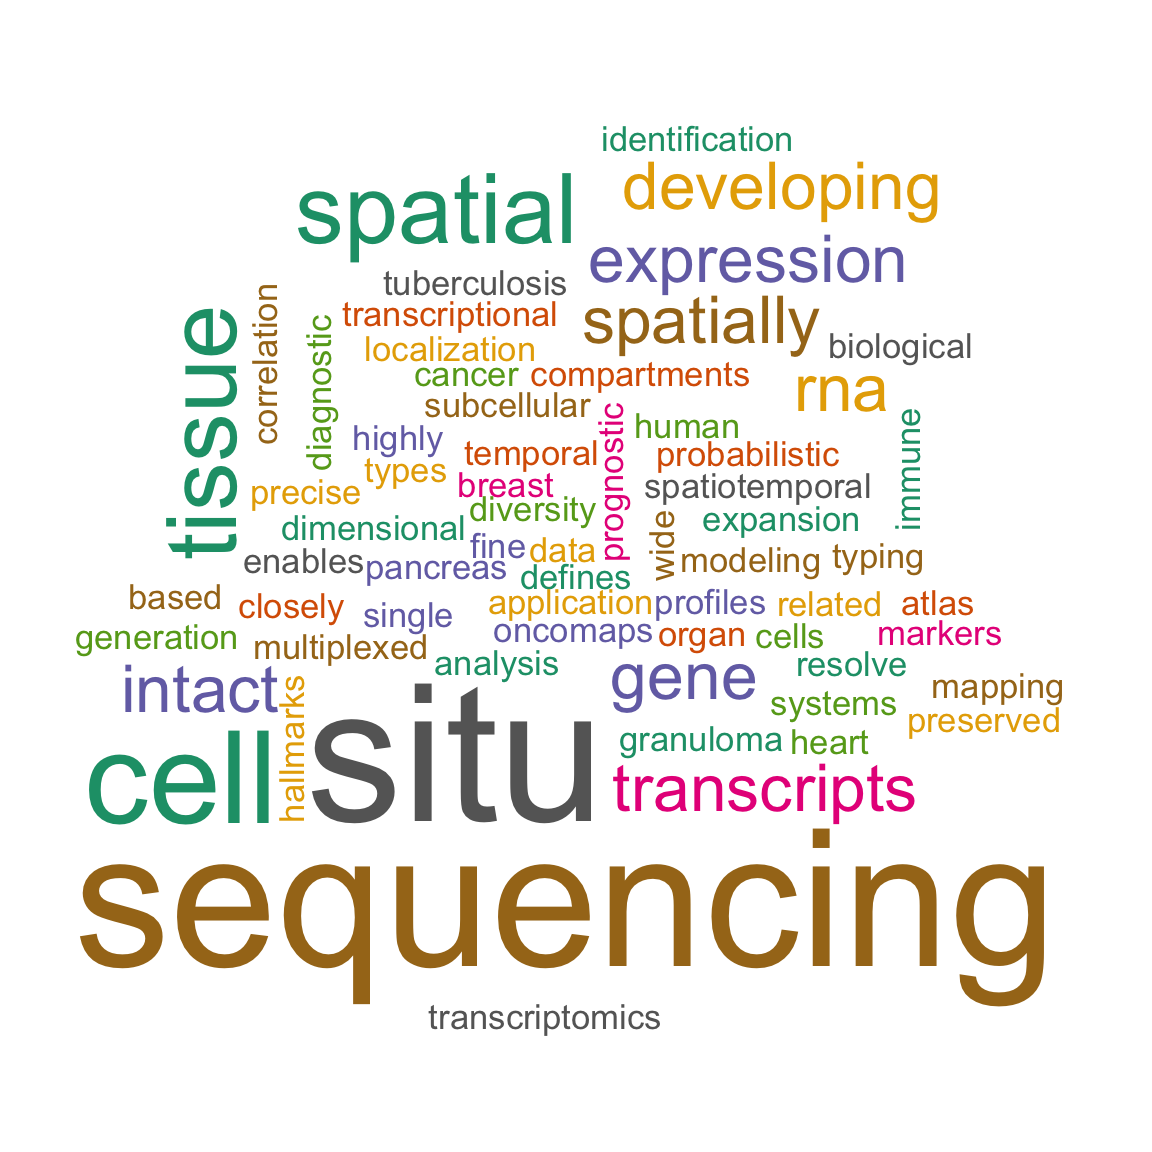 identification
developing
spatial
expression
tuberculosis
correlation
transcriptional
spatially
tissue
diagnostic
localization
biological
cancer
compartments
rna
subcellular
prognostic
human
immune
highly
temporal
probabilistic
types
breast
spatiotemporal
precise
diversity
wide
expansion
dimensional
fine
data
modeling
typing
enables
pancreas
defines
based
closely
single
application
profiles
related
atlas
generation
multiplexed
oncomaps
organ
cells
markers
analysis
resolve
intact
hallmarks
gene
mapping
systems
preserved
cell
situ
granuloma
heart
transcripts
sequencing
transcriptomics